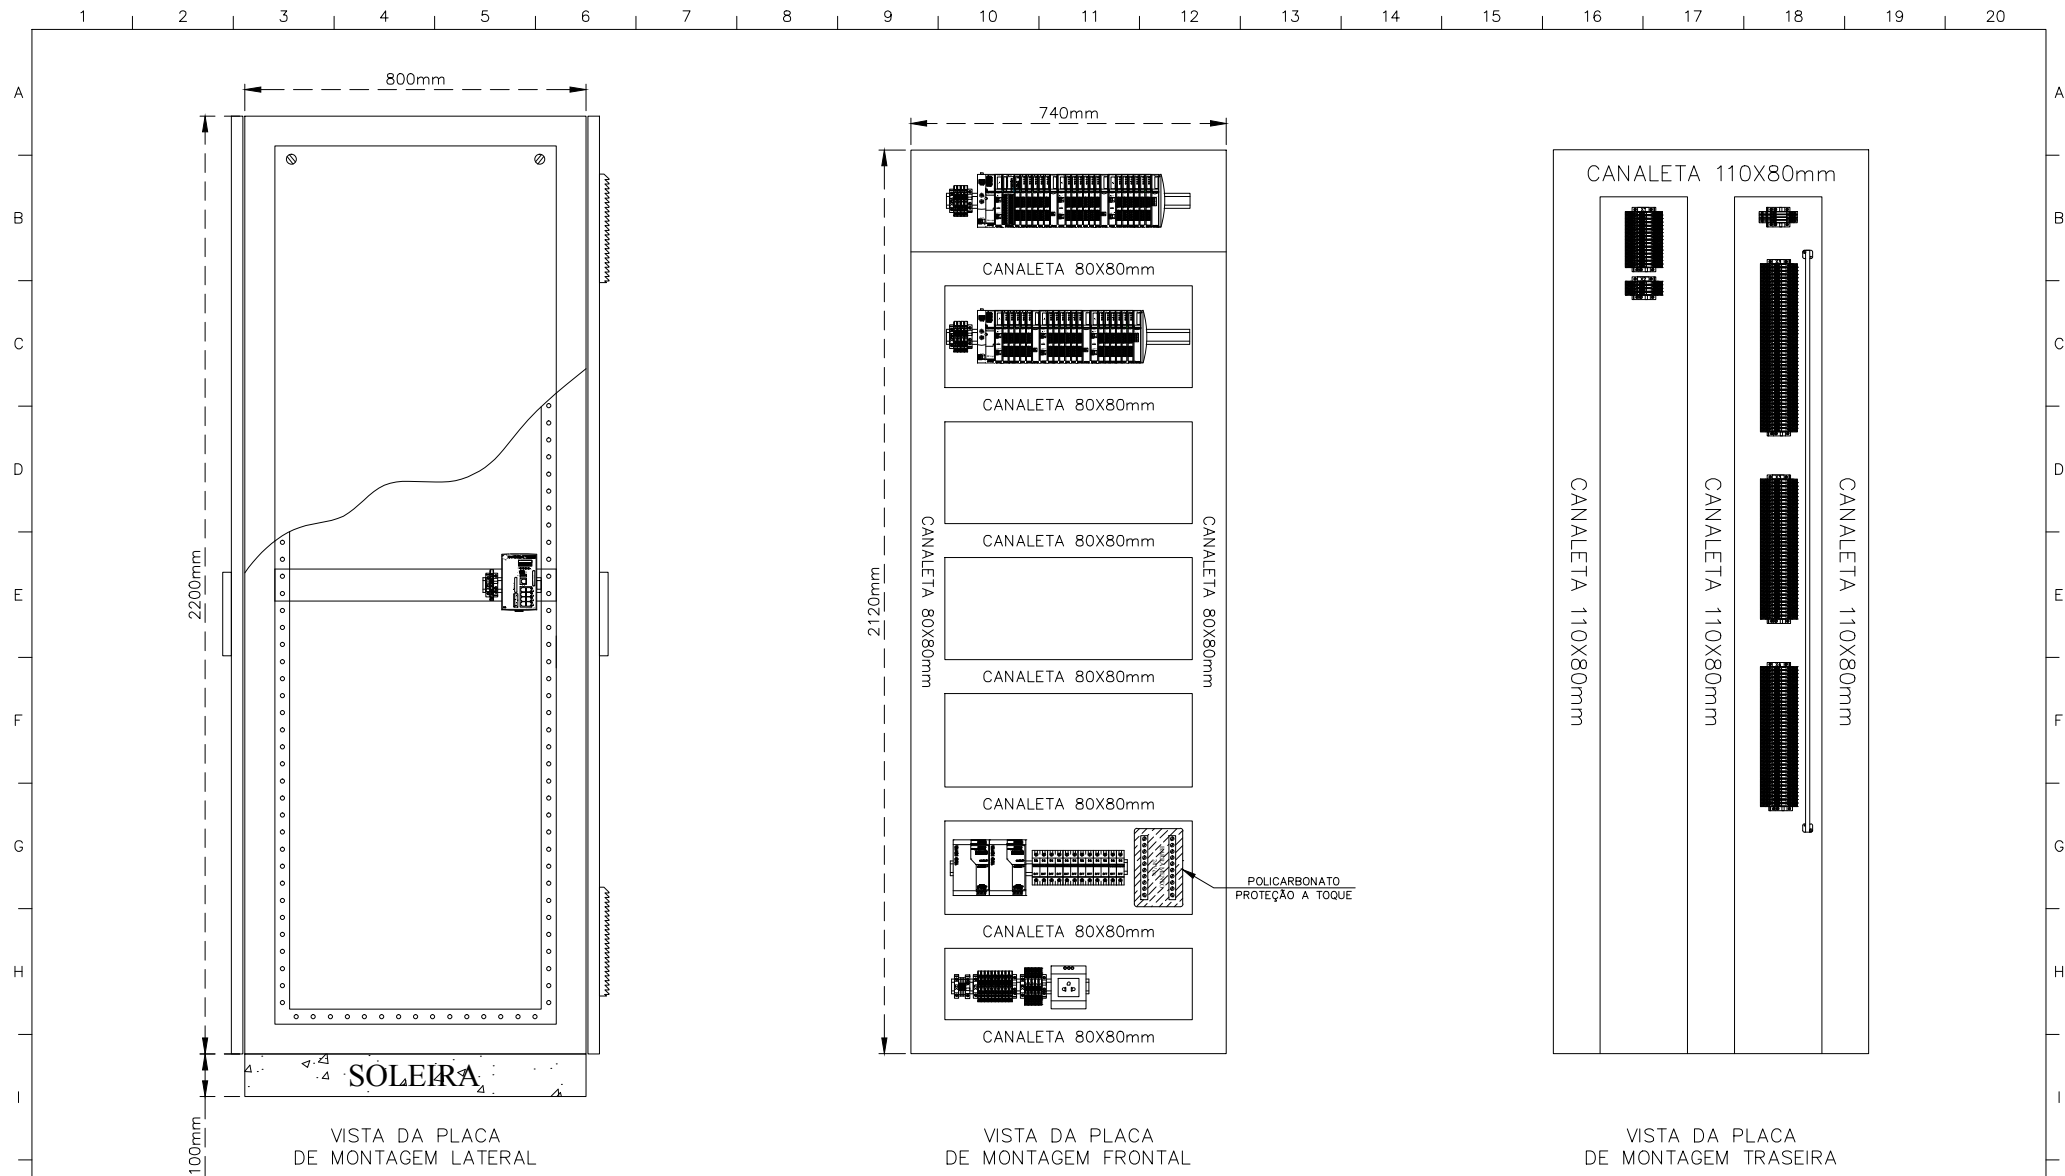 1 2 3 4 5 6 7 8 9 10 11 12 13 14 15 16 17 18 19 20
A
B
C
D
E
F
G
H
I
800mm
2200mm
100mm
SOLEIRA
VISTA DA PLACA
DE MONTAGEM LATERAL
740mm
2120mm
CANALETA 80X80mm
CANALETA 80X80mm
CANALETA 80X80mm
CANALETA 80X80mm
CANALETA 80X80mm
CANALETA 80X80mm
CANALETA 80X80mm
CANALETA 80X80mm
CANALETA 80X80mm
POLICARBONATO
PROTEÇÃO A TOQUE
VISTA DA PLACA
DE MONTAGEM FRONTAL
CANALETA 110X80mm
CANALETA 110X80mm
CANALETA 110X80mm
CANALETA 110X80mm
VISTA DA PLACA
DE MONTAGEM TRASEIRA
A
B
C
D
E
F
G
H
I